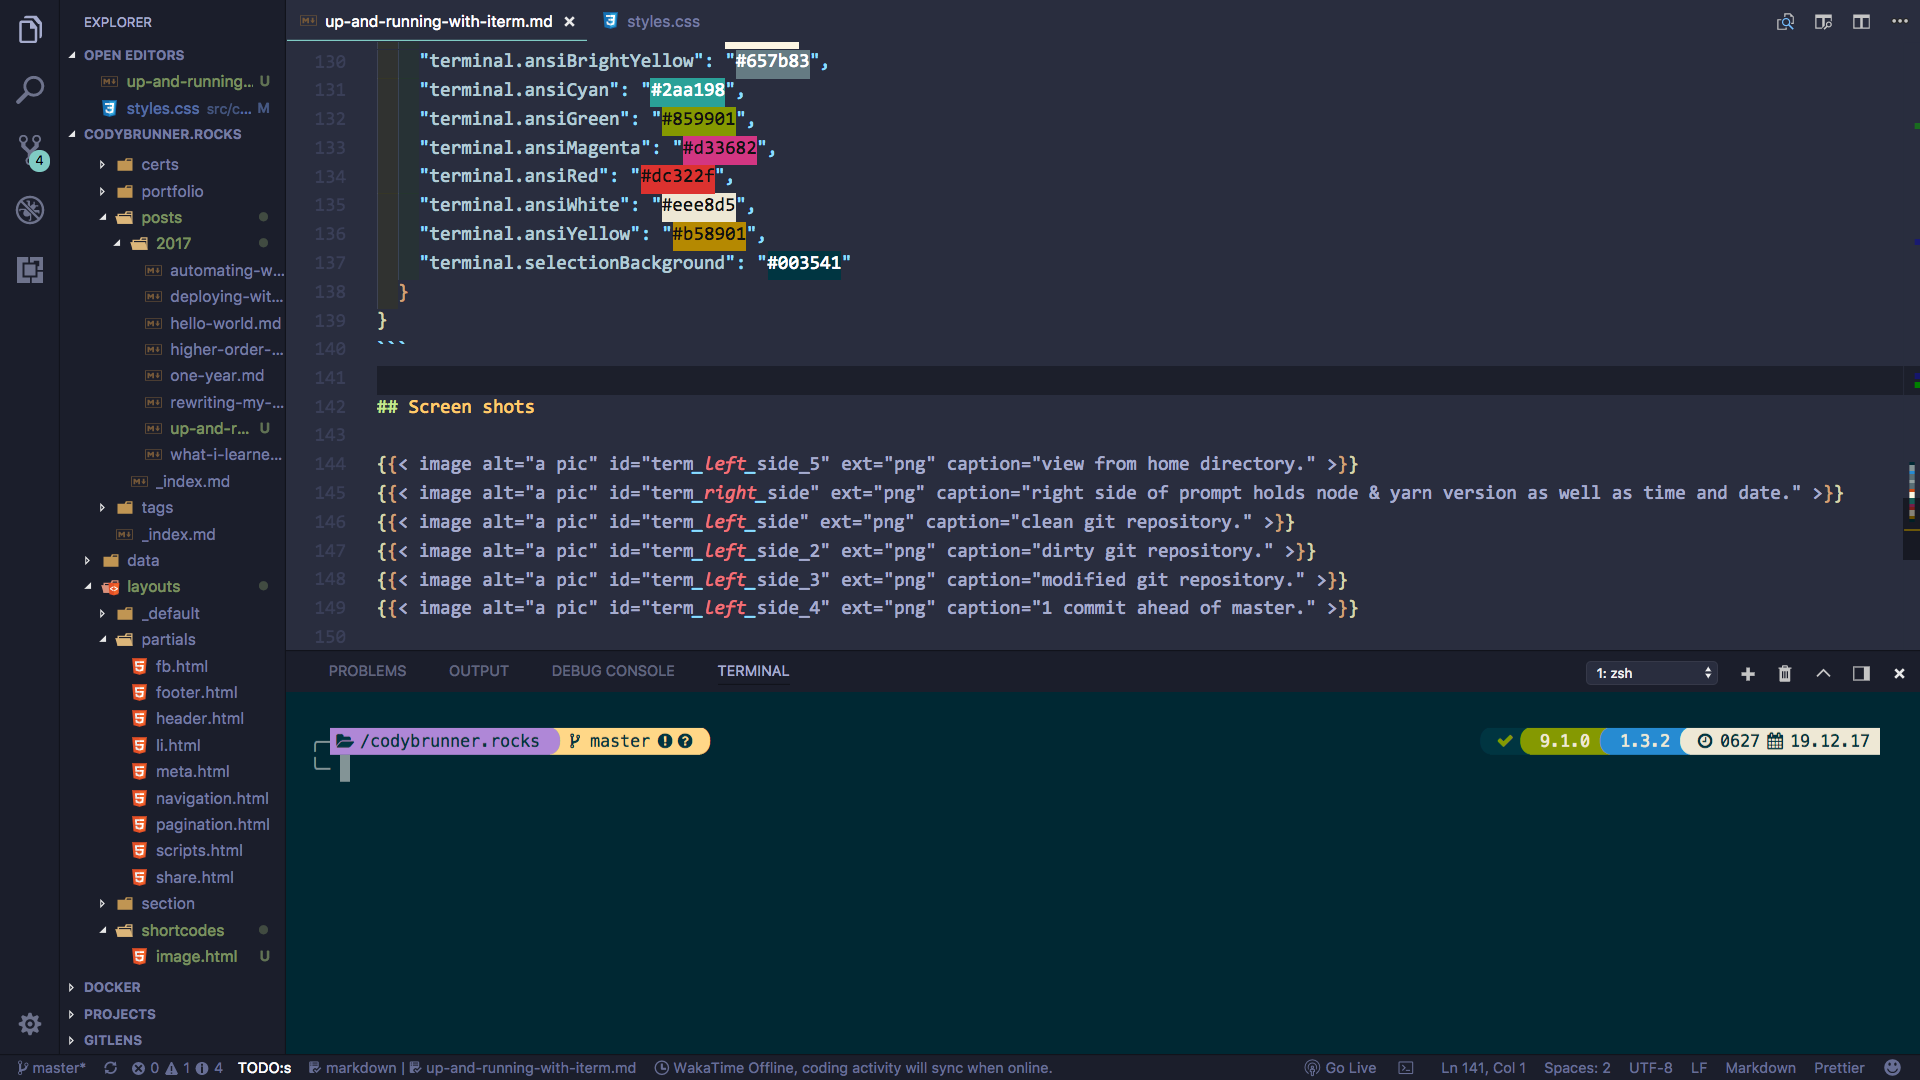 EXPLORER
OPEN EDITORS
up-and-running... U
styles.css src/c... M
CODYBRUNNER.ROCKS
4
certs
portfolio
posts
2017
automating-w...
deploying-wit...
hello-world.md
higher-order-...
one-year.md
rewriting-my-...
up-and-r... U
what-i-learne...
_index.md
tags
_index.md
data
layouts
_default
partials
fb.html
footer.html
header.html
li.html
meta.html
navigation.html
pagination.html
scripts.html
share.html
section
shortcodes
image.html U
DOCKER
PROJECTS
GITLENS
up-and-running-with-iterm.md × styles.css
130 "terminal.ansiBrightYellow": "#657b83",
131 "terminal.ansiCyan": "#2aa198",
132 "terminal.ansiGreen": "#859901",
133 "terminal.ansiMagenta": "#d33682",
134 "terminal.ansiRed": "#dc322f",
135 "terminal.ansiWhite": "#eee8d5",
136 "terminal.ansiYellow": "#b58901",
137 "terminal.selectionBackground": "#003541"
138 }
139 }
140 ```
141
142 ## Screen shots
143
144 {{< image alt="a pic" id="term_left_side_5" ext="png" caption="view from home directory." >}}
145 {{< image alt="a pic" id="term_right_side" ext="png" caption="right side of prompt holds node & yarn version as well as time and date." >}}
146 {{< image alt="a pic" id="term_left_side" ext="png" caption="clean git repository." >}}
147 {{< image alt="a pic" id="term_left_side_2" ext="png" caption="dirty git repository." >}}
148 {{< image alt="a pic" id="term_left_side_3" ext="png" caption="modified git repository." >}}
149 {{< image alt="a pic" id="term_left_side_4" ext="png" caption="1 commit ahead of master." >}}
150
PROBLEMS OUTPUT DEBUG CONSOLE TERMINAL 1: zsh
/codybrunner.rocks master ! ? ✓ 9.1.0 1.3.2 0627 19.12.17
master* 0 1 4 TODO:s markdown | up-and-running-with-iterm.md WakaTime Offline, coding activity will sync when online. Go Live Ln 141, Col 1 Spaces: 2 UTF-8 LF Markdown Prettier